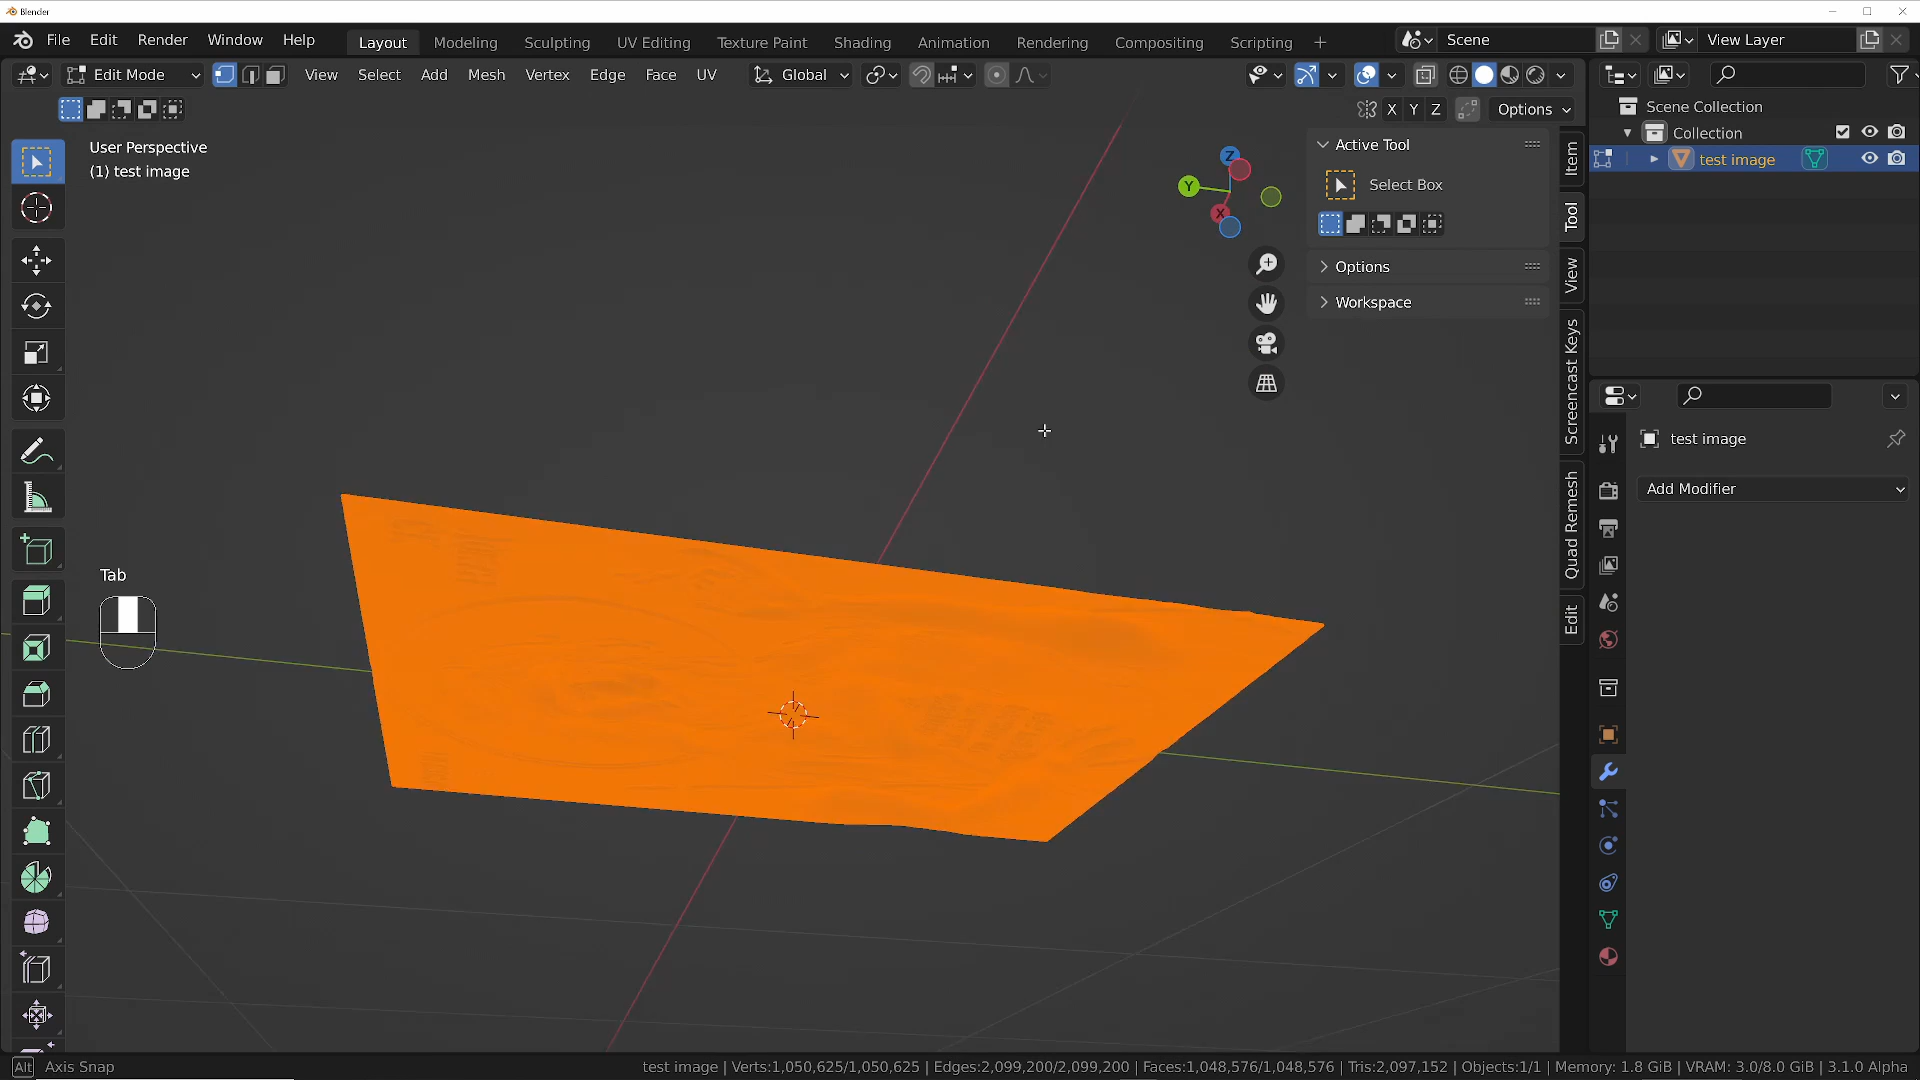 Blender
File Edit Render Window Help Layout Modeling Sculpting UV Editing Texture Paint Shading Animation Rendering Compositing Scripting + Scene View Layer
Edit Mode View Select Add Mesh Vertex Edge Face UV Global
X Y Z Options
User Perspective
(1) test image
Z
Y
X
Active Tool
Select Box
Options
Workspace
Item
Tool
View
Screencast Keys
Quad Remesh
Edit
Scene Collection
Collection
test image
test image
Add Modifier
Tab
Alt Axis Snap
test image | Verts:1,050,625/1,050,625 | Edges:2,099,200/2,099,200 | Faces:1,048,576/1,048,576 | Tris:2,097,152 | Objects:1/1 | Memory: 1.8 GiB | VRAM: 3.0/8.0 GiB | 3.1.0 Alpha